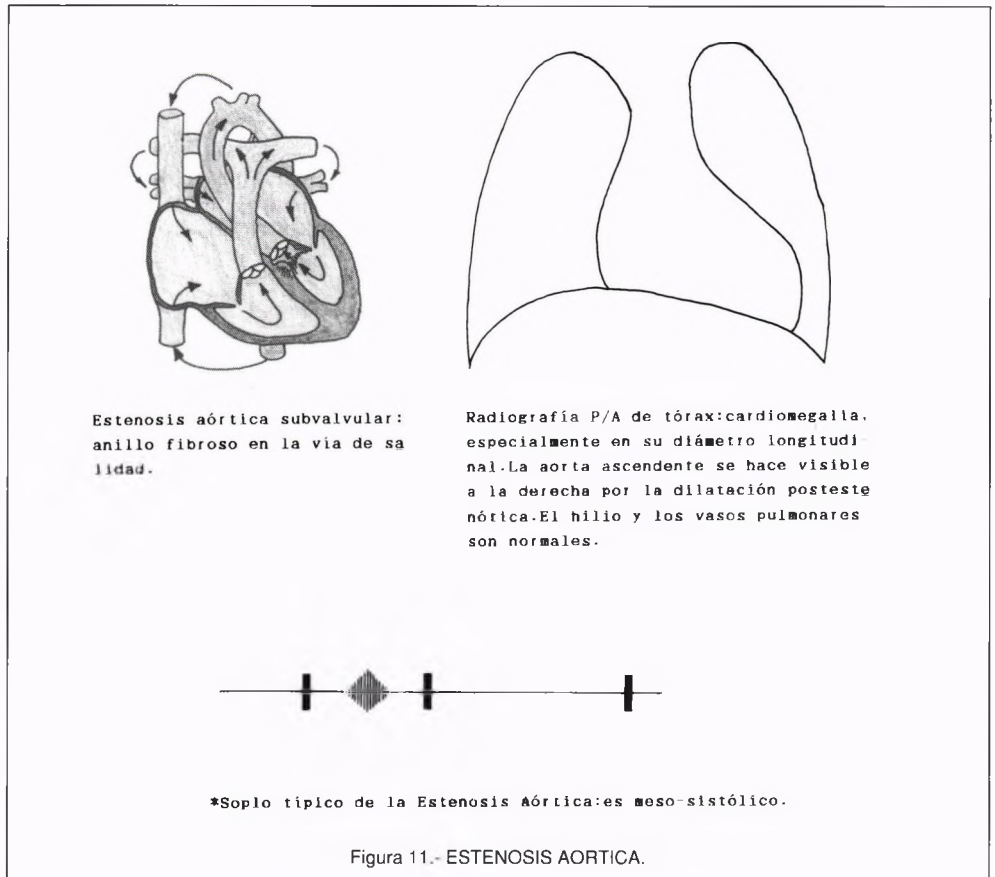 Estenosis aórtica subvalvular:
anillo fibroso en la vía de sa
lidad.
Radiografía P/A de tórax:cardiomegalia,
especialmente en su diámetro longitudi
nal.La aorta ascendente se hace visible
a la derecha por la dilatación posteste
nótica.El hilio y los vasos pulmonares
son normales.
*Soplo típico de la Estenosis Aórtica:es meso-sistólico.
Figura 11.- ESTENOSIS AORTICA.